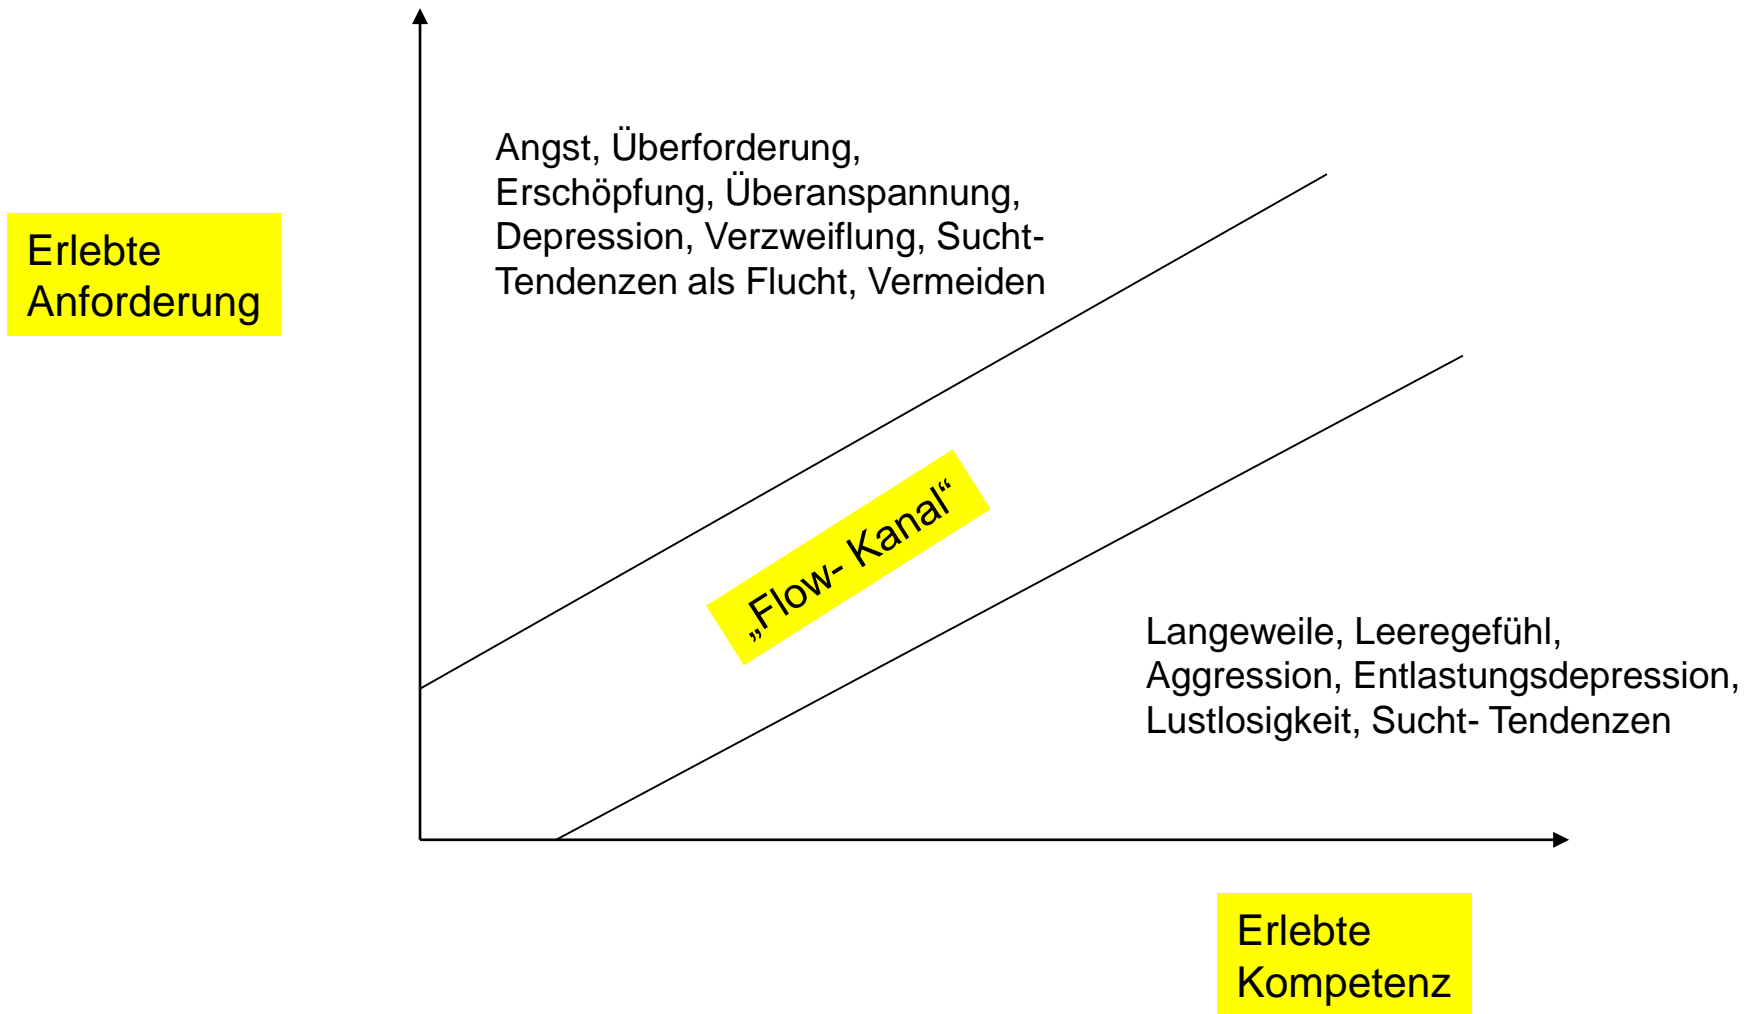 Angst, Überforderung,
Erschöpfung, Überanspannung,
Depression, Verzweiflung, Sucht-
Tendenzen als Flucht, Vermeiden
Erlebte
Anforderung
„Flow- Kanal“
Langeweile, Leeregefühl,
Aggression, Entlastungsdepression,
Lustlosigkeit, Sucht- Tendenzen
Erlebte
Kompetenz